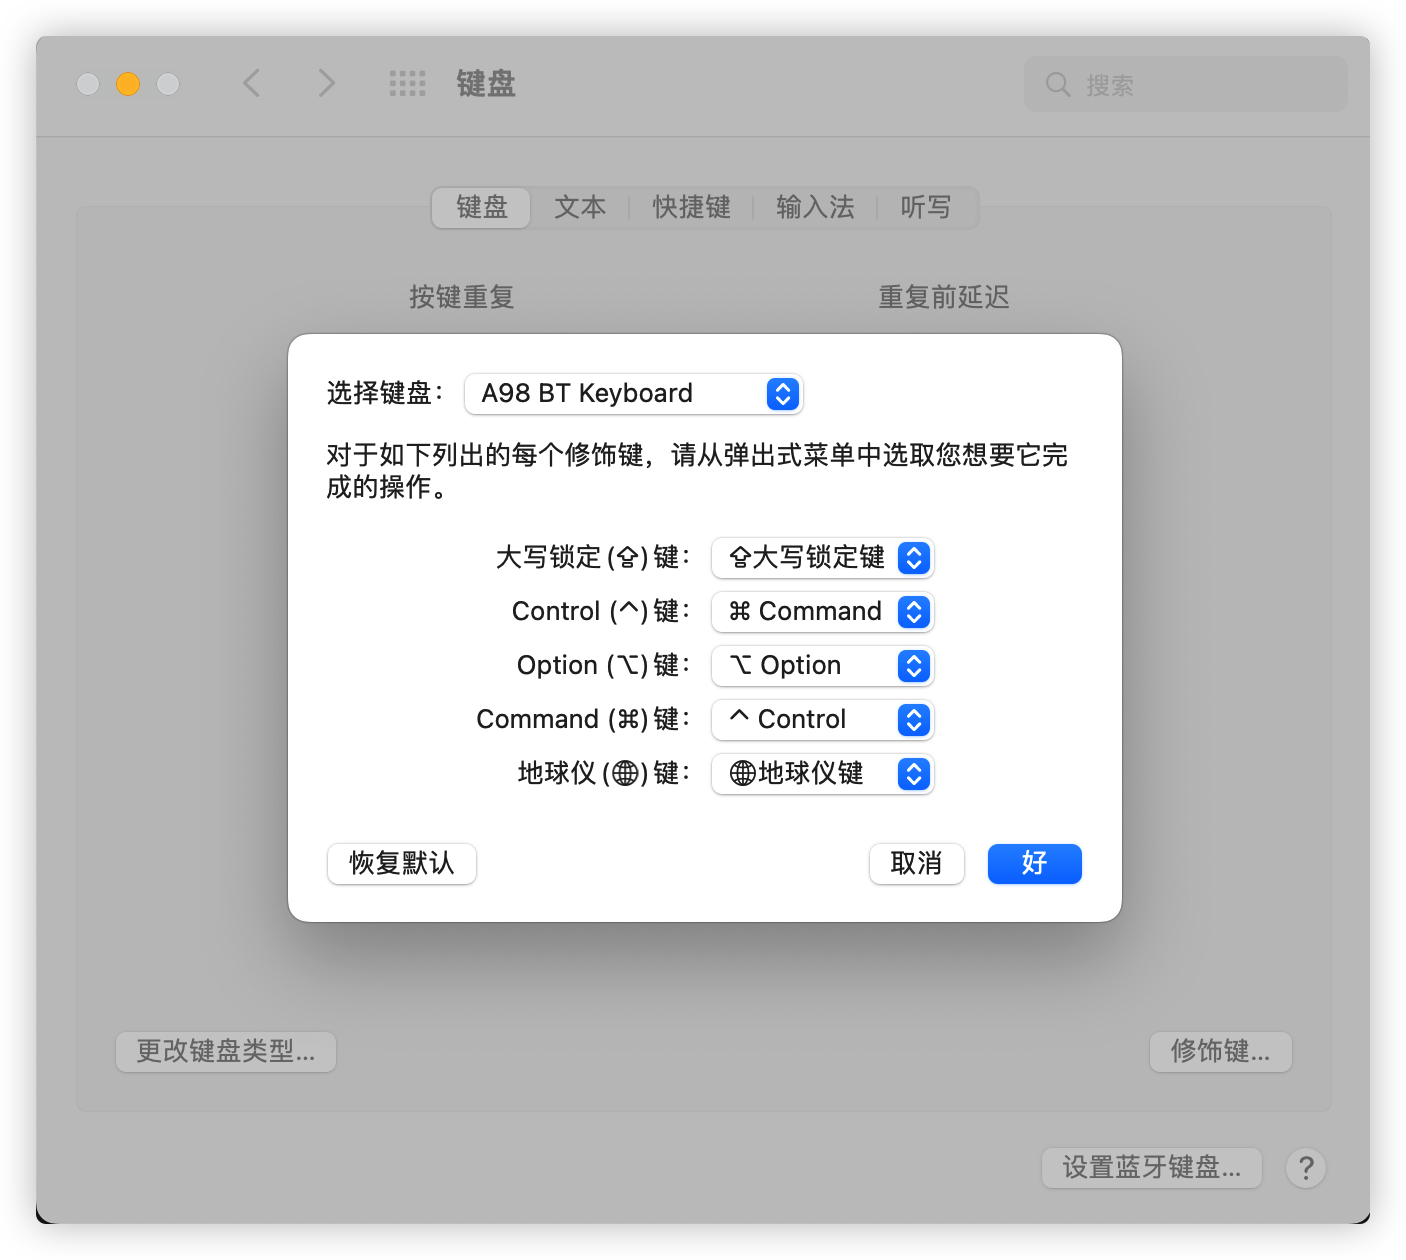 键盘
搜索
键盘 文本 快捷键 输入法 听写
按键重复 重复前延迟
选择键盘： A98 BT Keyboard
对于如下列出的每个修饰键，请从弹出式菜单中选取您想要它完
成的操作。
大写锁定 (⇪) 键： ⇪大写锁定键
Control (^) 键： ⌘ Command
Option (⌥) 键： ⌥ Option
Command (⌘) 键： ^ Control
地球仪 (🌐) 键： 🌐地球仪键
恢复默认 取消 好
更改键盘类型... 修饰键...
设置蓝牙键盘... ?